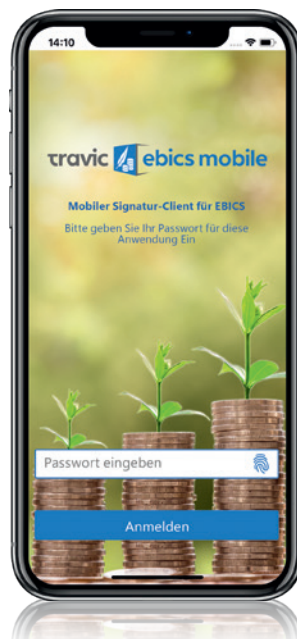 14:10
travic ebics mobile
Mobiler Signatur-Client für EBICS
Bitte geben Sie Ihr Passwort für diese
Anwendung Ein
Passwort eingeben
Anmelden